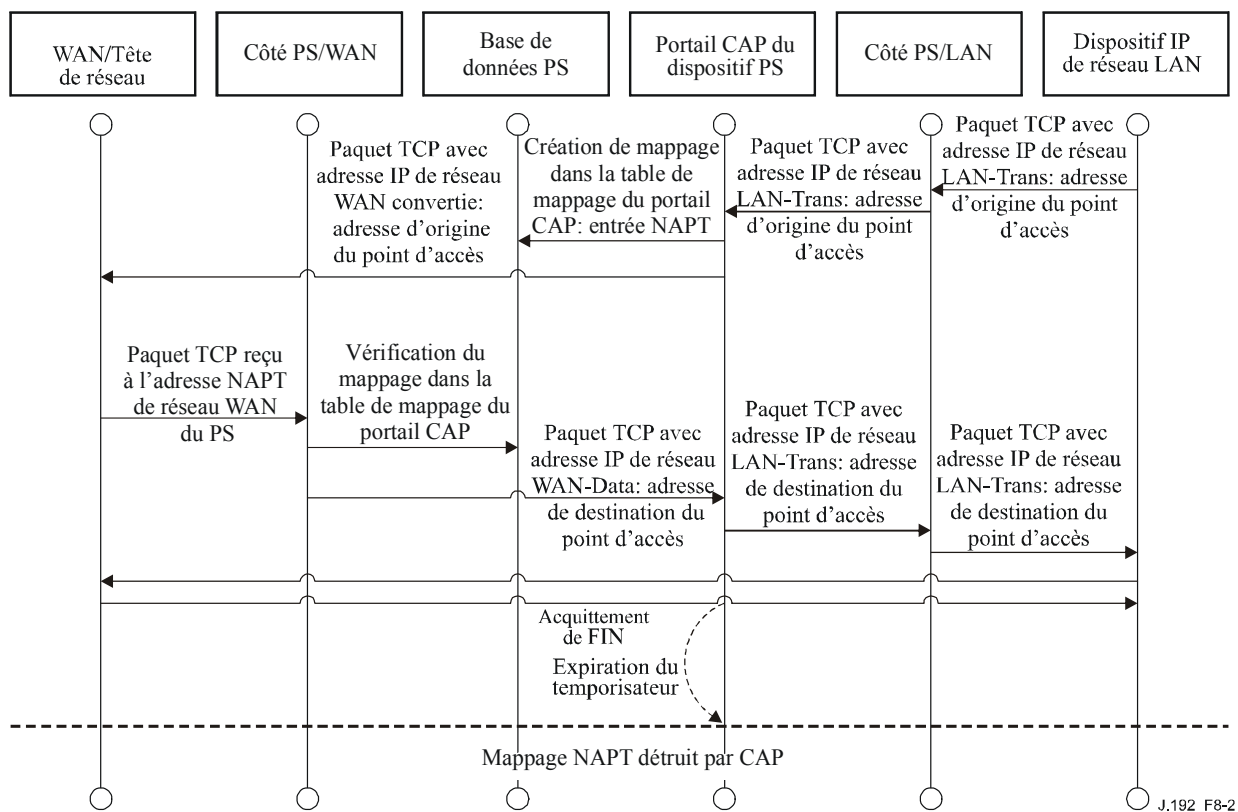 WAN/Tête
de réseau
Côté PS/WAN
Base de
données PS
Portail CAP du
dispositif PS
Côté PS/LAN
Dispositif IP
de réseau LAN
Paquet TCP avec
adresse IP de réseau
WAN convertie:
adresse d'origine
du point d'accès
Création de mappage
dans la table de
mappage du portail
CAP: entrée NAPT
Paquet TCP avec
adresse IP de réseau
LAN-Trans: adresse
d'origine du point
d'accès
Paquet TCP avec
adresse IP de réseau
LAN-Trans: adresse
d'origine du point
d'accès
Paquet TCP reçu
à l'adresse NAPT
de réseau WAN
du PS
Vérification du
mappage dans la
table de mappage du
portail CAP
Paquet TCP avec
adresse IP de réseau
WAN-Data: adresse
de destination du
point d'accès
Paquet TCP avec
adresse IP de réseau
LAN-Trans: adresse
de destination du
point d'accès
Paquet TCP avec
adresse IP de réseau
LAN-Trans: adresse
de destination du
point d'accès
Acquittement
de FIN
Expiration du
temporisateur
Mappage NAPT détruit par CAP
J.192_F8-2